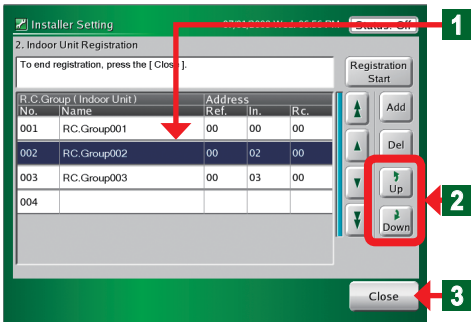 Installer Setting
Status: Off
1
2. Indoor Unit Registration
To end registration, press the [ Close ].
Registration
Start
R.C.Group ( Indoor Unit )
Address
No. Name Ref. In. Rc.
Add
001 RC.Group001 00 00 00
002 RC.Group002 00 02 00
Del
003 RC.Group003 00 03 00
Up
2
004
Down
Close
3